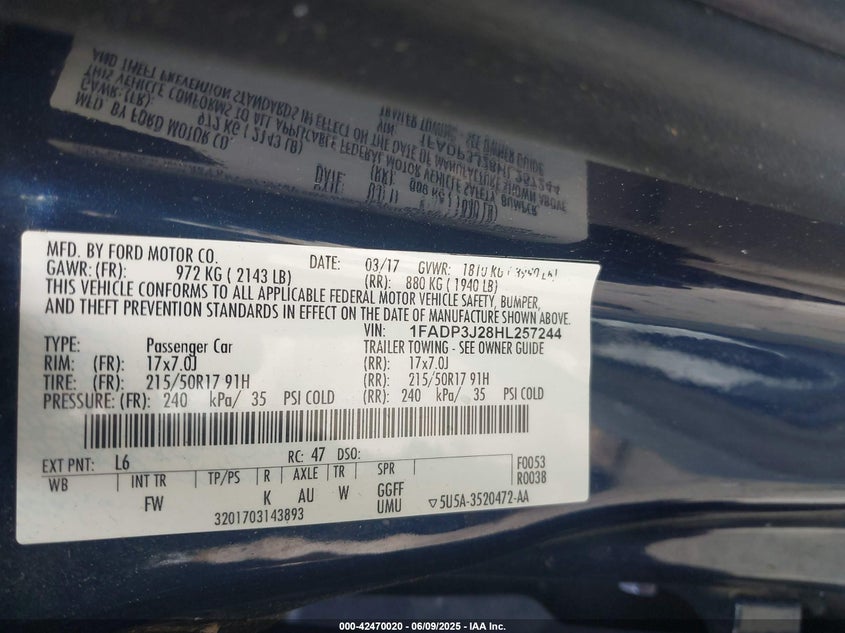 MFD. BY FORD MOTOR CO. DATE: 03/17 GVWR:
GAWR: (FR): 972 KG ( 2143 LB) (RR): 880 KG ( 1940 LB)
THIS VEHICLE CONFORMS TO ALL APPLICABLE FEDERAL MOTOR VEHICLE SAFETY, BUMPER,
AND THEFT PREVENTION STANDARDS IN EFFECT ON THE DATE OF MANUFACTURE SHOWN ABOVE.
VIN: 1FADP3J28HL257244
TYPE: Passenger Car TRAILER TOWING - SEE OWNER GUIDE
RIM: (FR): 17x7.0J (RR): 17x7.0J
TIRE: (FR): 215/50R17 91H (RR): 215/50R17 91H
PRESSURE: (FR): 240 kPa/ 35 PSI COLD (RR): 240 kPa/ 35 PSI COLD
EXT PNT: L6 RC: 47 DSO: F0053
WB INT TR TP/PS R AXLE TR SPR R0038
FW K AU W GGFF
UMU ▽5U5A-3520472-AA
3201703143893
000-42470020 | 06/09/2025 - IAA Inc.